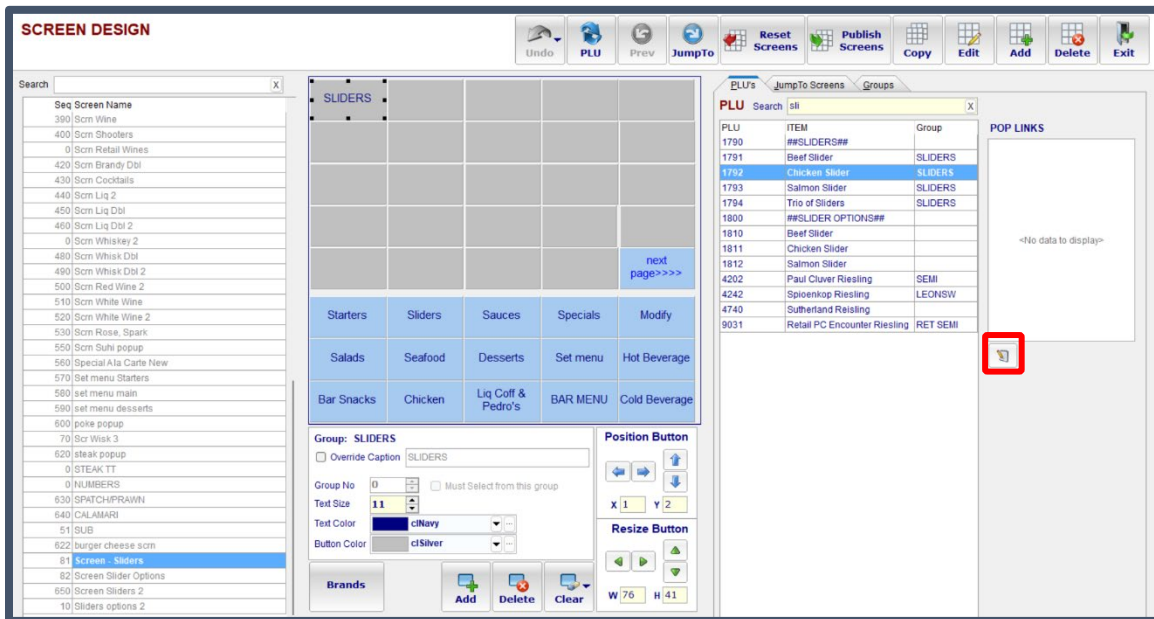 SCREEN DESIGN
Undo
PLU
Prev
JumpTo
Reset Screens
Publish Screens
Copy
Edit
Add
Delete
Exit
Search X
Seq Screen Name
390 Scrn Wine
400 Scrn Shooters
0 Scrn Retail Wines
420 Scrn Brandy Dbl
430 Scrn Cocktails
440 Scrn Liq 2
450 Scrn Liq Dbl
460 Scrn Liq Dbl 2
0 Scrn Whiskey 2
480 Scrn Whisk Dbl
490 Scrn Whisk Dbl 2
500 Scrn Red Wine 2
510 Scrn White Wine
520 Scrn White Wine 2
530 Scrn Rose, Spark
550 Scrn Suhi popup
560 Special Ala Carte New
570 Set menu Starters
580 set menu main
590 set menu desserts
600 poke popup
70 Scr Wisk 3
620 steak popup
0 STEAK TT
0 NUMBERS
630 SPATCH/PRAWN
640 CALAMARI
51 SUB
622 burger cheese scrn
81 Screen - Sliders
82 Screen Slider Options
650 Screen Sliders 2
10 Sliders options 2
SLIDERS
next
page>>>>
Starters Sliders Sauces Specials Modify
Salads Seafood Desserts Set menu Hot Beverage
Bar Snacks Chicken Liq Coff & Pedro's BAR MENU Cold Beverage
Group: SLIDERS
Override Caption SLIDERS
Group No 0 Must Select from this group
Text Size 11
Text Color clNavy
Button Color clSilver
Brands
Add
Delete
Clear
Position Button
X 1 Y 2
Resize Button
W 76 H 41
PLU's JumpTo Screens Groups
PLU Search sli X
PLU ITEM Group
1790 ##SLIDERS##
1791 Beef Slider SLIDERS
1792 Chicken Slider SLIDERS
1793 Salmon Slider SLIDERS
1794 Trio of Sliders SLIDERS
1800 ##SLIDER OPTIONS##
1810 Beef Slider
1811 Chicken Slider
1812 Salmon Slider
4202 Paul Cluver Riesling SEMI
4242 Spioenkop Riesling LEONSW
4740 Sutherland Reisling
9031 Retail PC Encounter Riesling RET SEMI
POP LINKS
<No data to display>